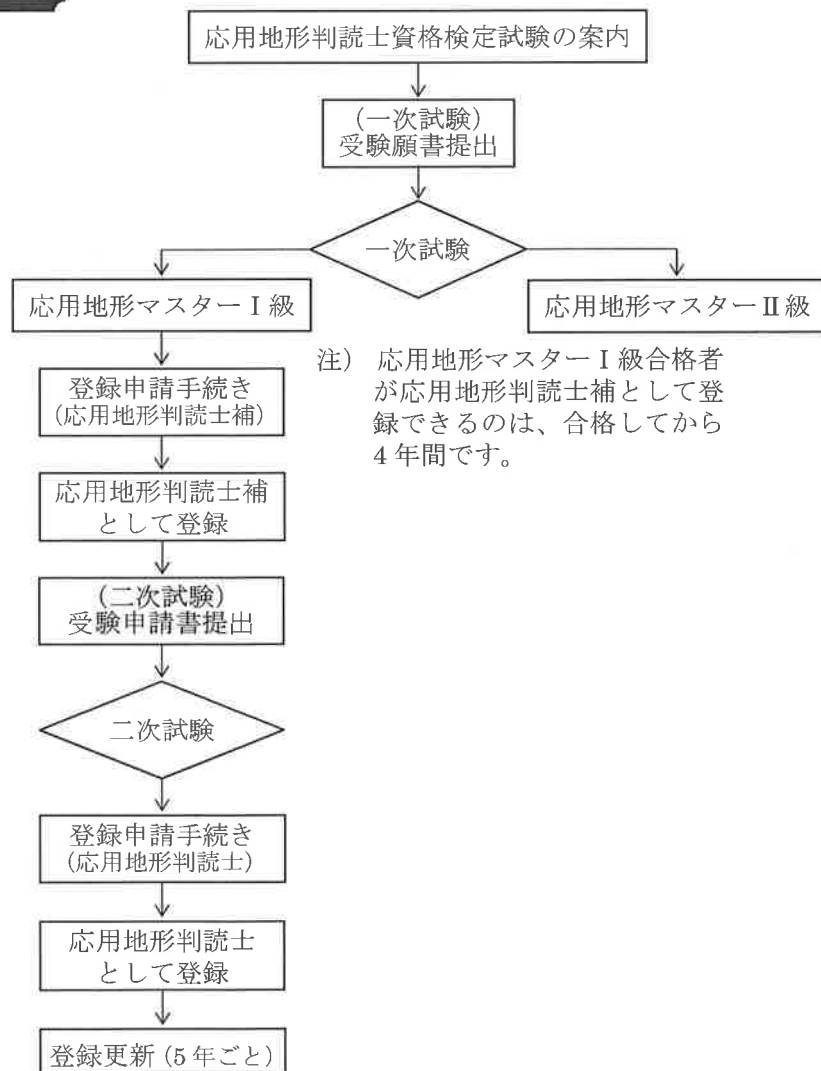 応用地形判読士資格検定試験の案内
(一次試験)
受験願書提出
一次試験
応用地形マスターⅠ級
応用地形マスターⅡ級
注) 応用地形マスターⅠ級合格者
が応用地形判読士補として登
録できるのは、合格してから
4年間です。
登録申請手続き
(応用地形判読士補)
応用地形判読士補
として登録
(二次試験)
受験申請書提出
二次試験
登録申請手続き
(応用地形判読士)
応用地形判読士
として登録
登録更新(5年ごと)